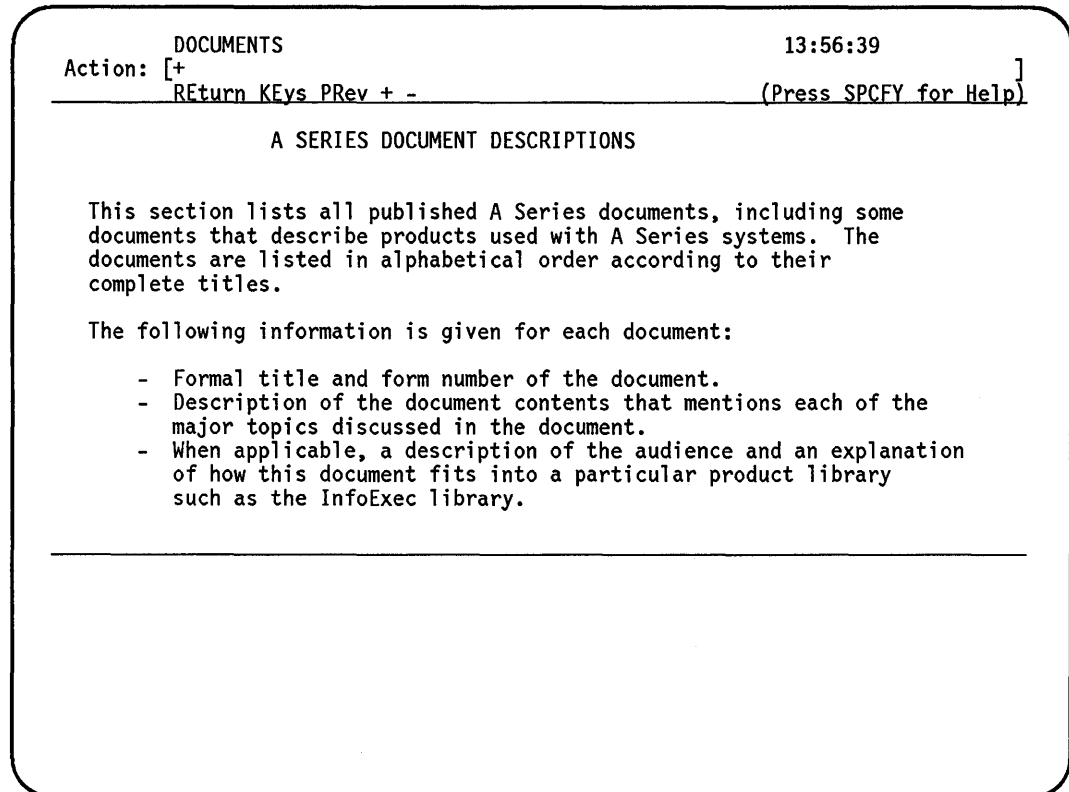 DOCUMENTS 13:56:39
Action: [+ ]
REturn KEys PRev + - (Press SPCFY for Help)
A SERIES DOCUMENT DESCRIPTIONS
This section lists all published A Series documents, including some
documents that describe products used with A Series systems. The
documents are listed in alphabetical order according to their
complete titles.
The following information is given for each document:
- Formal title and form number of the document.
- Description of the document contents that mentions each of the
major topics discussed in the document.
- When applicable, a description of the audience and an explanation
of how this document fits into a particular product library
such as the InfoExec library.